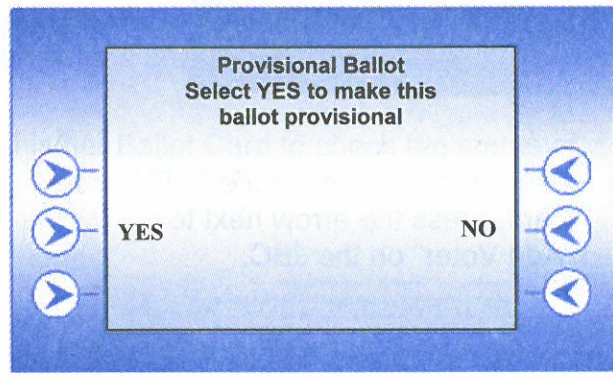 Provisional Ballot
Select YES to make this
ballot provisional
YES
NO